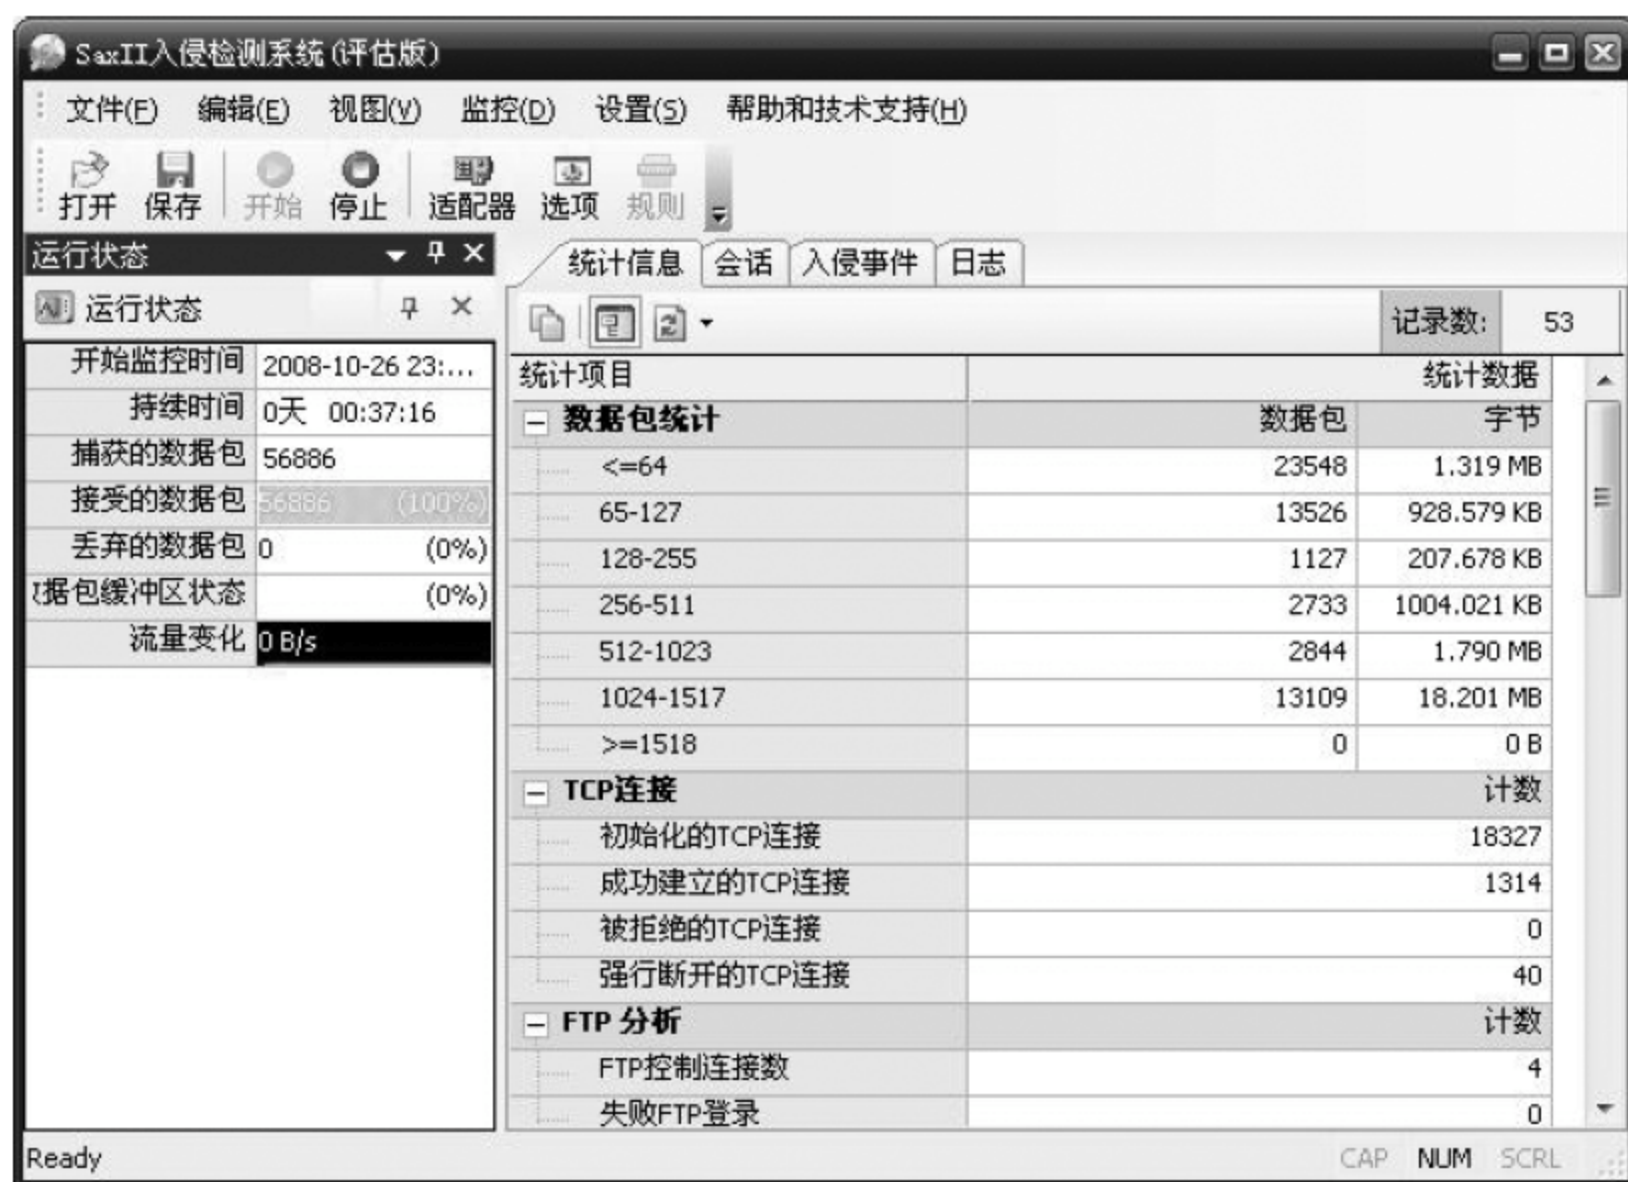 SaxII入侵检测系统(评估版)
文件(F) 编辑(E) 视图(V) 监控(D) 设置(S) 帮助和技术支持(H)
打开 保存 开始 停止 适配器 选项 规则
运行状态
运行状态
开始监控时间 2008-10-26 23:...
持续时间 0天 00:37:16
捕获的数据包 56886
接受的数据包 56886 (100%)
丢弃的数据包 0 (0%)
据包缓冲区状态 (0%)
流量变化 0 B/s
统计信息 会话 入侵事件 日志
记录数: 53
统计项目 统计数据
数据包统计 数据包 字节
<=64 23548 1.319 MB
65-127 13526 928.579 KB
128-255 1127 207.678 KB
256-511 2733 1004.021 KB
512-1023 2844 1.790 MB
1024-1517 13109 18.201 MB
>=1518 0 0 B
TCP连接 计数
初始化的TCP连接 18327
成功建立的TCP连接 1314
被拒绝的TCP连接 0
强行断开的TCP连接 40
FTP 分析 计数
FTP控制连接数 4
失败FTP登录 0
Ready CAP NUM SCRL